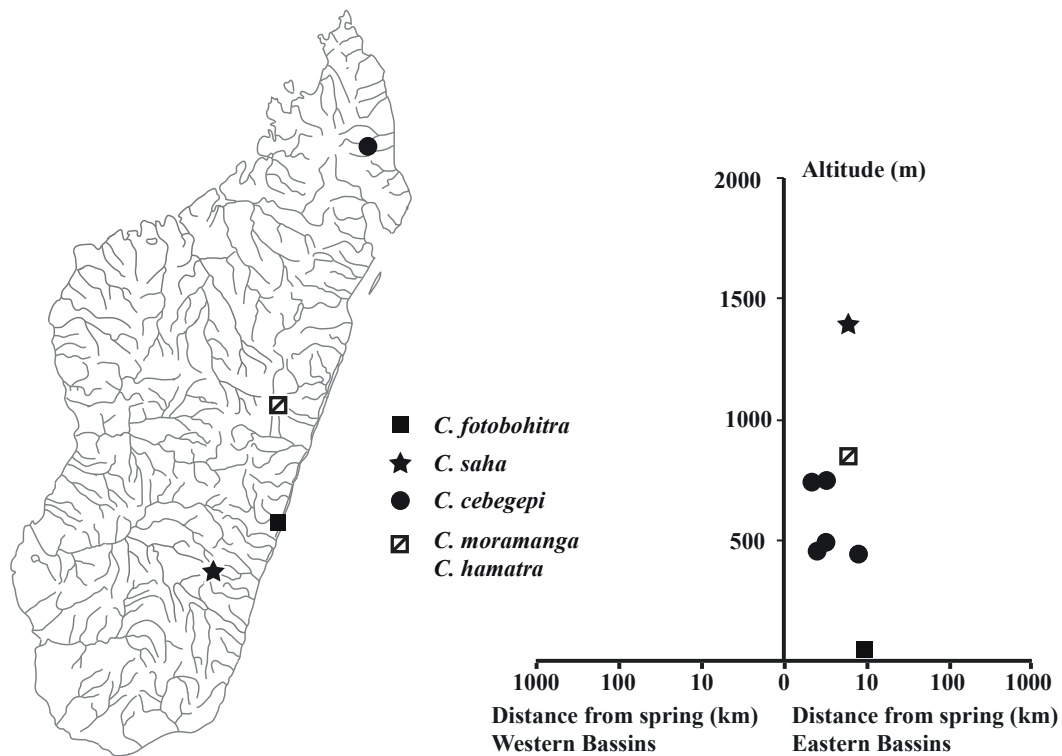 Altitude (m)
2000
1500
1000
500
C. fotobohitra
C. saha
C. cebegepi
C. moramanga
C. hamatra
1000 100 10 0 10 100 1000
Distance from spring (km)
Western Bassins
Distance from spring (km)
Eastern Bassins